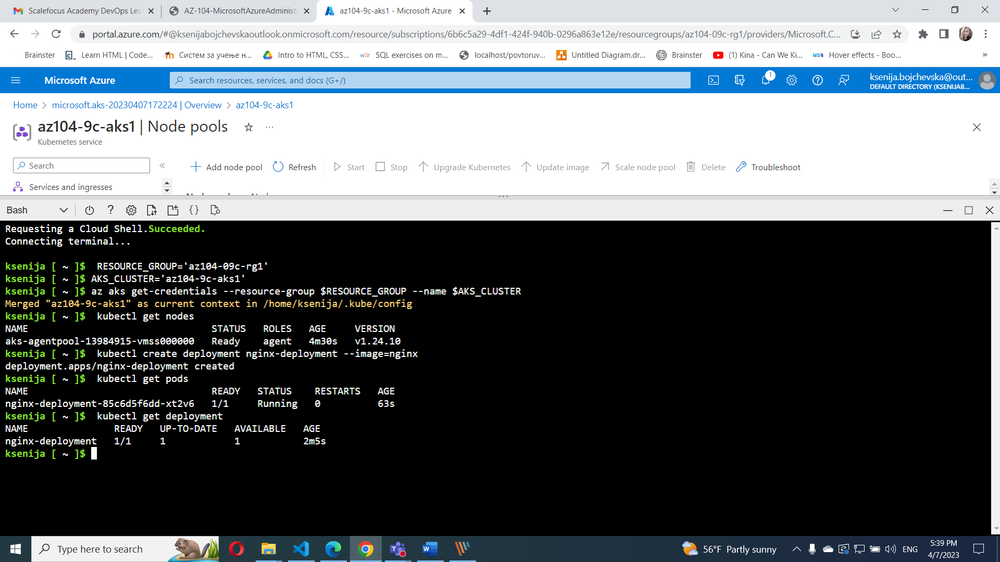 Scalefocus Academy DevOps Lec
AZ-104-MicrosoftAzureAdministr
az104-9c-aks1 - Microsoft Azure
portal.azure.com/#@ksenijabojchevskaoutlook.onmicrosoft.com/resource/subscriptions/6b6c5a29-4df1-424f-940b-0296a863e12e/resourcegroups/az104-09c-rg1/providers/Microsoft.C...
Brainster
Learn HTML | Code...
Систем за учење н...
Intro to HTML, CSS...
w3r SQL exercises on m...
localhost/povtoruv...
Untitled Diagram.dr...
Brainster
(1) Kina - Can We Ki...
MDB Hover effects - Boo...
»
Microsoft Azure
Search resources, services, and docs (G+/)
1
ksenija.bojchevska@out...
DEFAULT DIRECTORY (KSENIJAB...
Home > microsoft.aks-20230407172224 | Overview > az104-9c-aks1
az104-9c-aks1 | Node pools
Kubernetes service
Search
«
Add node pool
Refresh
Start
Stop
Upgrade Kubernetes
Update image
Scale node pool
Delete
Troubleshoot
Services and ingresses
Bash
Requesting a Cloud Shell.Succeeded.
Connecting terminal...
ksenija [ ~ ]$  RESOURCE_GROUP='az104-09c-rg1'
ksenija [ ~ ]$ AKS_CLUSTER='az104-9c-aks1'
ksenija [ ~ ]$ az aks get-credentials --resource-group $RESOURCE_GROUP --name $AKS_CLUSTER
Merged "az104-9c-aks1" as current context in /home/ksenija/.kube/config
ksenija [ ~ ]$  kubectl get nodes
NAME                                STATUS   ROLES   AGE     VERSION
aks-agentpool-13984915-vmss000000   Ready    agent   4m30s   v1.24.10
ksenija [ ~ ]$  kubectl create deployment nginx-deployment --image=nginx
deployment.apps/nginx-deployment created
ksenija [ ~ ]$  kubectl get pods
NAME                                READY   STATUS    RESTARTS   AGE
nginx-deployment-85c6d5f6dd-xt2v6   1/1     Running   0          63s
ksenija [ ~ ]$  kubectl get deployment
NAME               READY   UP-TO-DATE   AVAILABLE   AGE
nginx-deployment   1/1     1            1           2m5s
ksenija [ ~ ]$
Type here to search
56°F Partly sunny
ENG
5:39 PM
4/7/2023